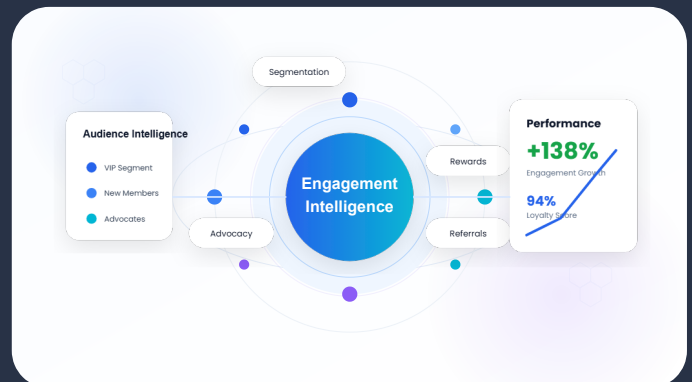 Segmentation
Audience Intelligence
VIP Segment
New Members
Advocates
Engagement
Intelligence
Advocacy
Rewards
Referrals
Performance
+138%
Engagement Growth
94%
Loyalty Score